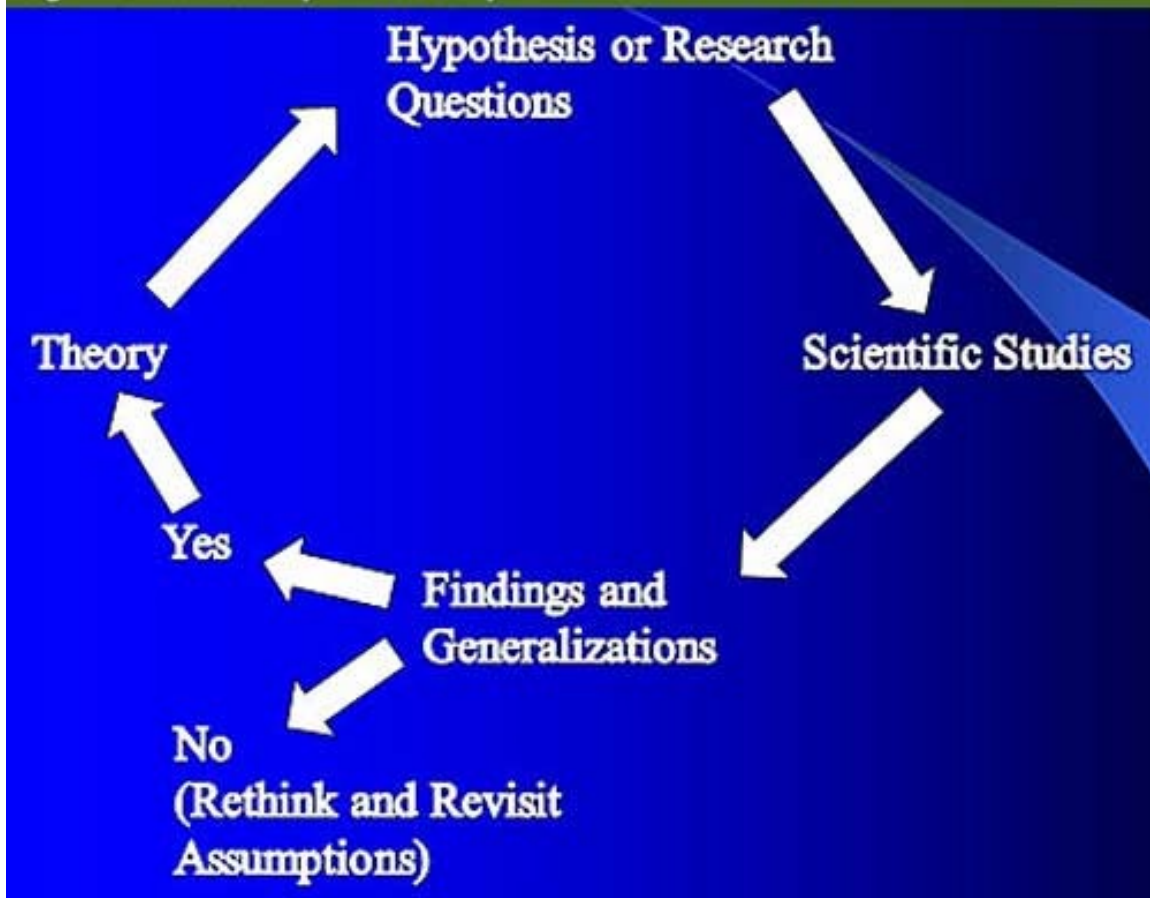 Hypothesis or Research
Questions
Scientific Studies
Theory
Yes
Findings and
Generalizations
No
(Rethink and Revisit
Assumptions)